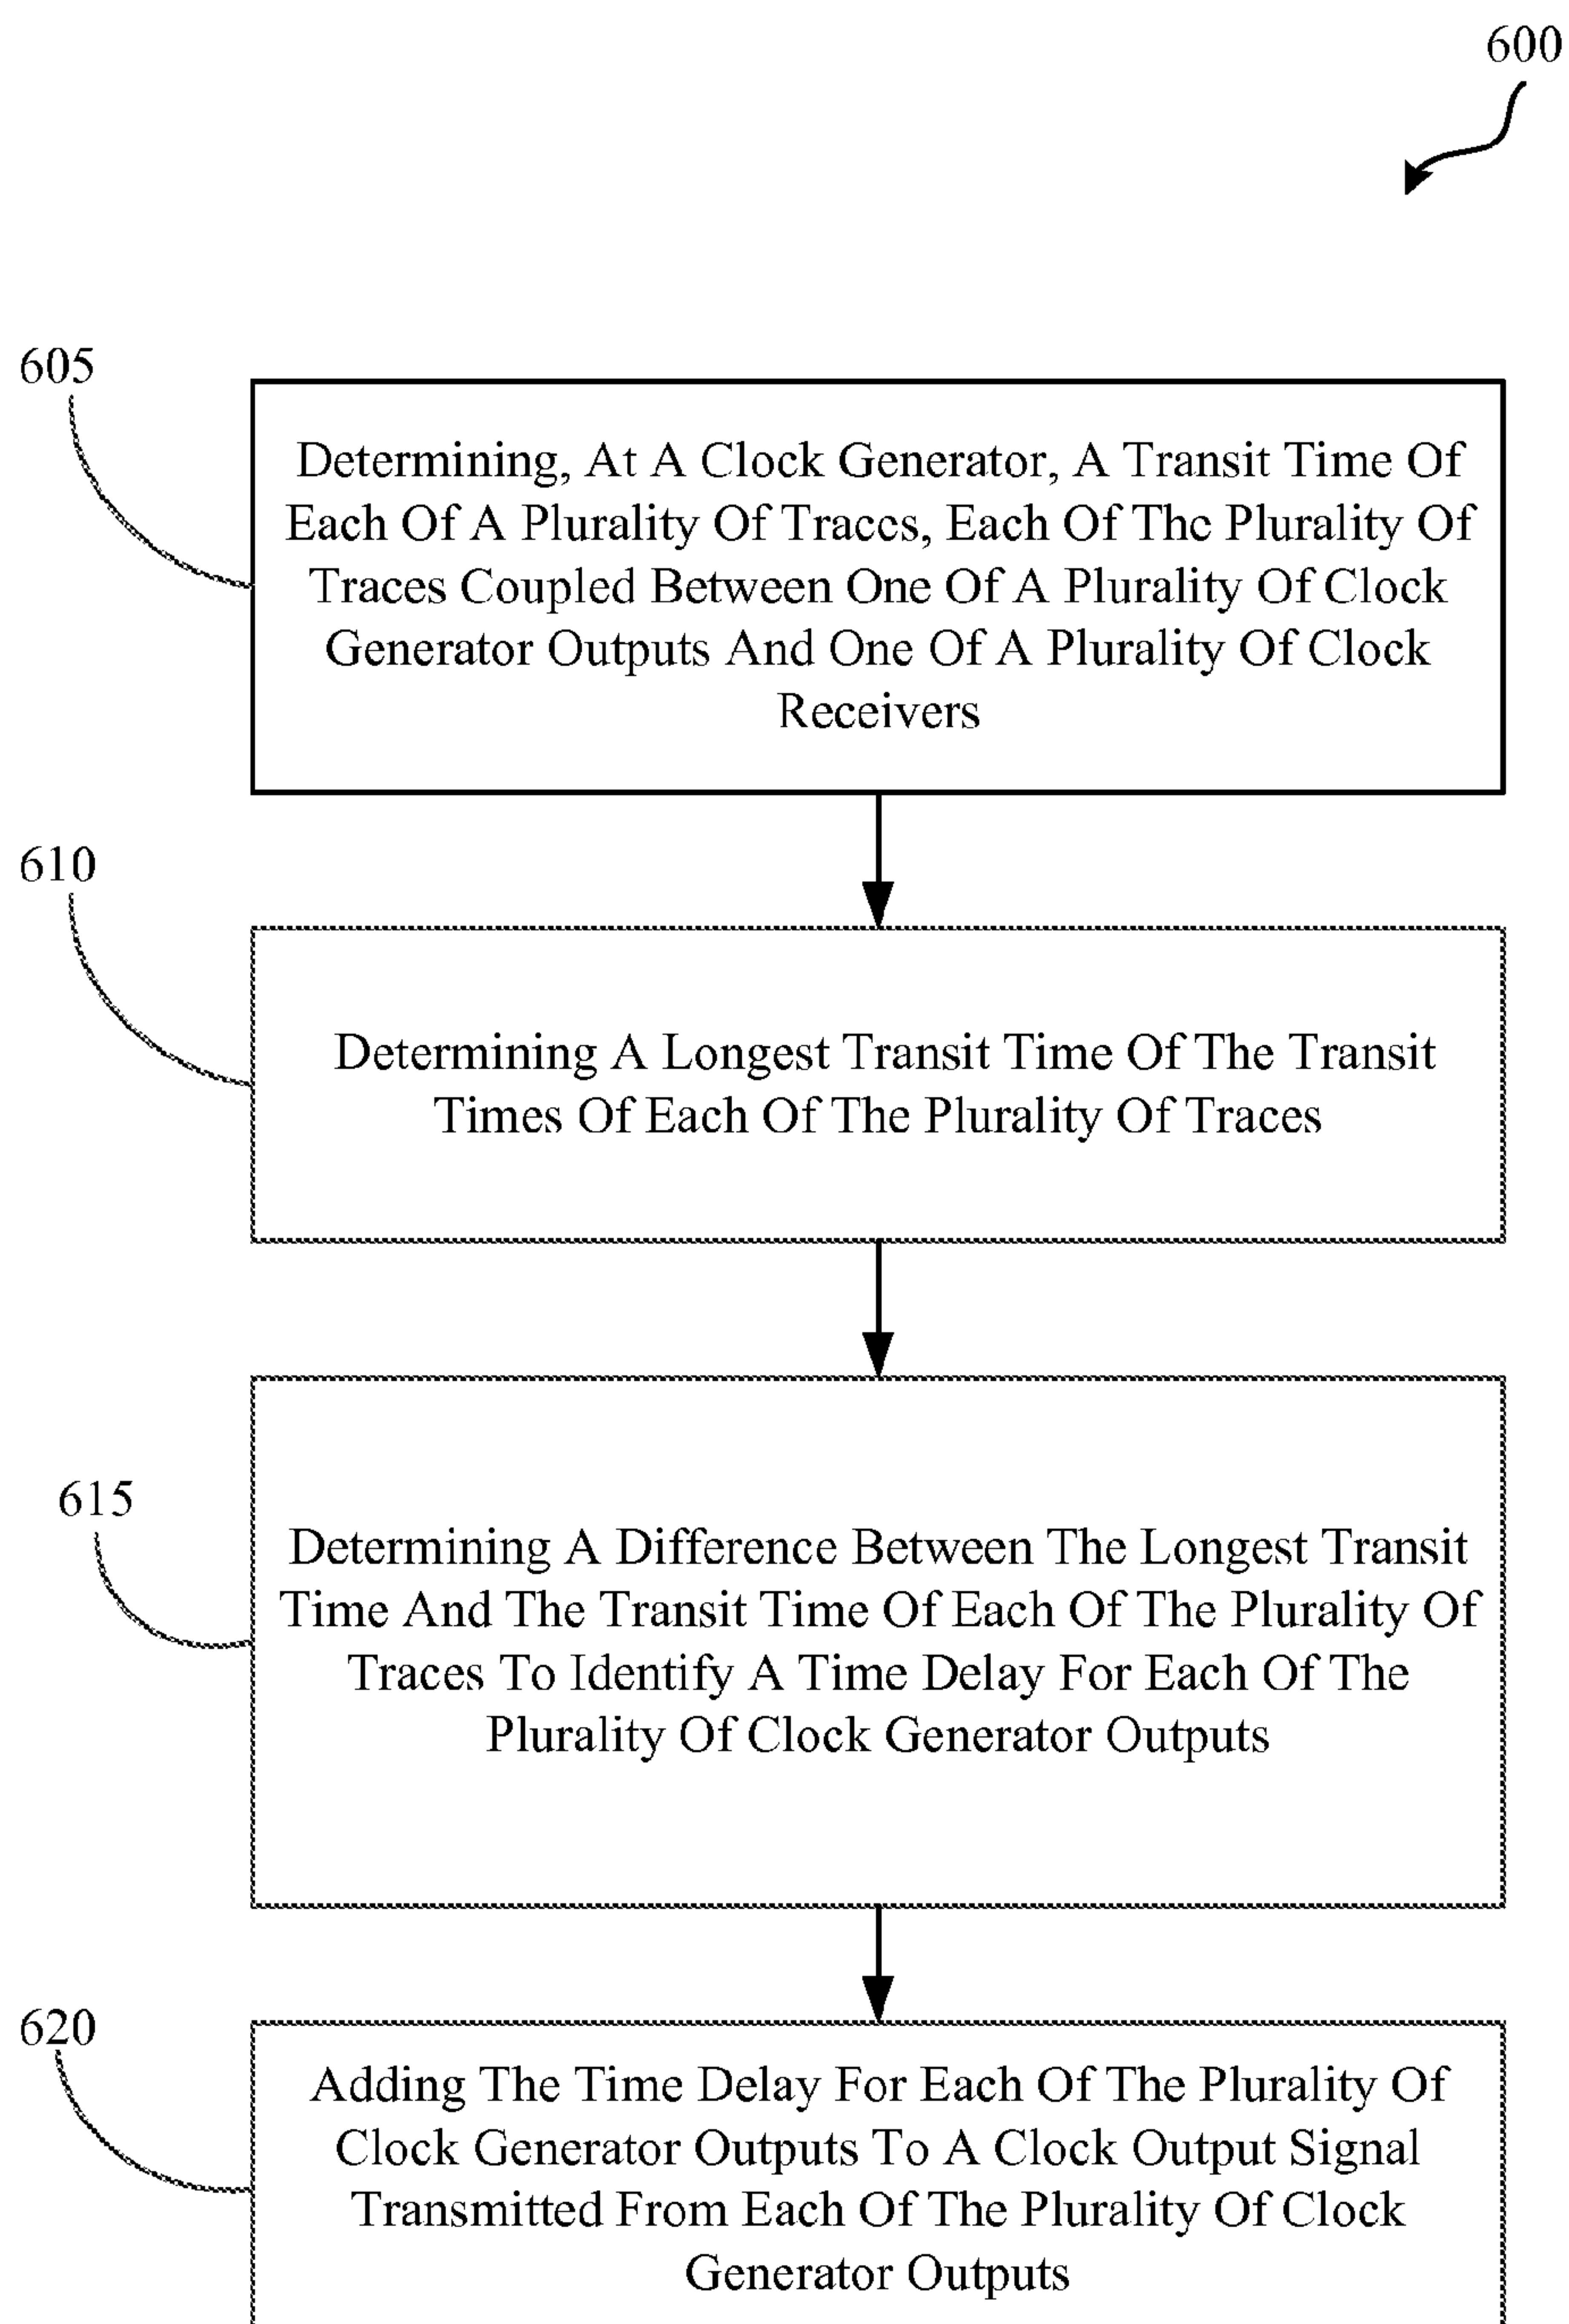 600
605
Determining, At A Clock Generator, A Transit Time Of
Each Of A Plurality Of Traces, Each Of The Plurality Of
Traces Coupled Between One Of A Plurality Of Clock
Generator Outputs And One Of A Plurality Of Clock
Receivers
610
Determining A Longest Transit Time Of The Transit
Times Of Each Of The Plurality Of Traces
615
Determining A Difference Between The Longest Transit
Time And The Transit Time Of Each Of The Plurality Of
Traces To Identify A Time Delay For Each Of The
Plurality Of Clock Generator Outputs
620
Adding The Time Delay For Each Of The Plurality Of
Clock Generator Outputs To A Clock Output Signal
Transmitted From Each Of The Plurality Of Clock
Generator Outputs